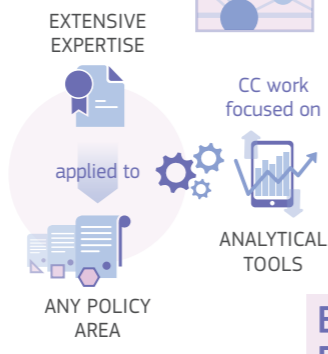 EXTENSIVE
EXPERTISE
applied to
ANY POLICY
AREA
CC work
focused on
ANALYTICAL
TOOLS